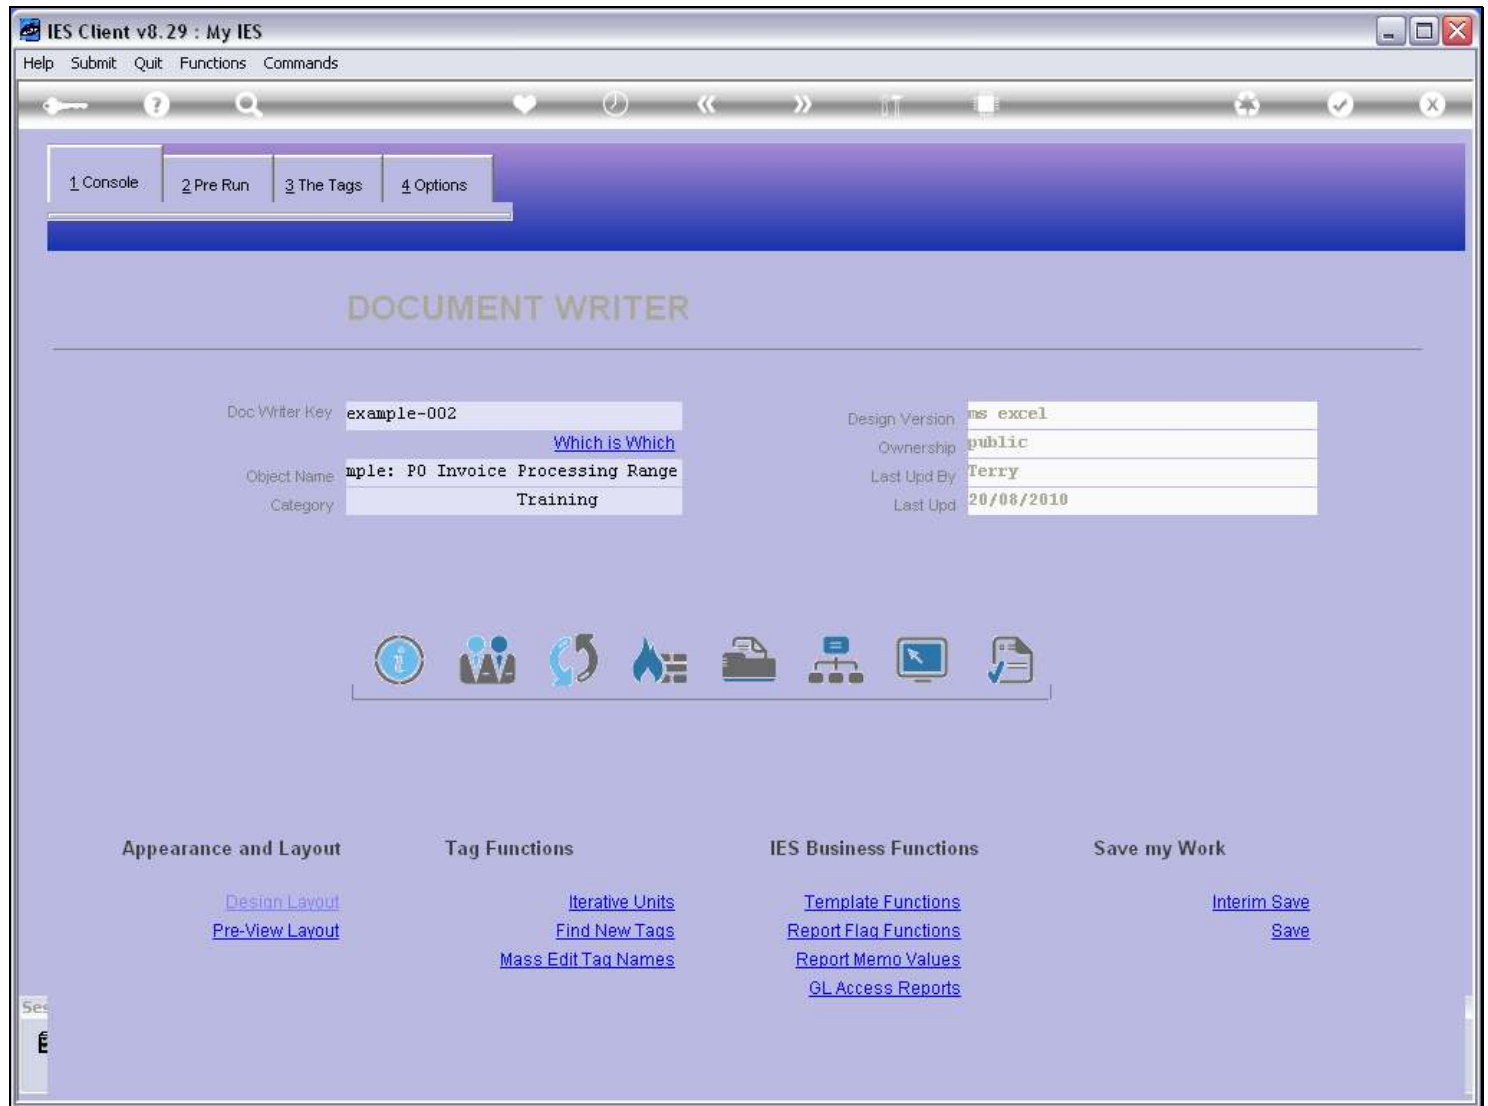 IES Client v8.29 : My IES
Help Submit Quit Functions Commands
1 Console 2 Pre Run 3 The Tags 4 Options
DOCUMENT WRITER
Doc Writer Key example-002
Which is Which
Object Name mple: PO Invoice Processing Range
Category Training
Design Version ms excel
Ownership public
Last Upd By Terry
Last Upd 20/08/2010
Appearance and Layout
Design Layout
Pre-View Layout
Tag Functions
Iterative Units
Find New Tags
Mass Edit Tag Names
IES Business Functions
Template Functions
Report Flag Functions
Report Memo Values
GL Access Reports
Save my Work
Interim Save
Save
Ses